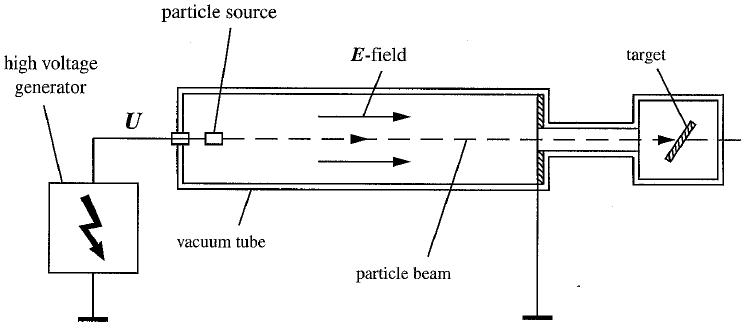 particle source
E-field
target
high voltage
generator
U
vacuum tube
particle beam